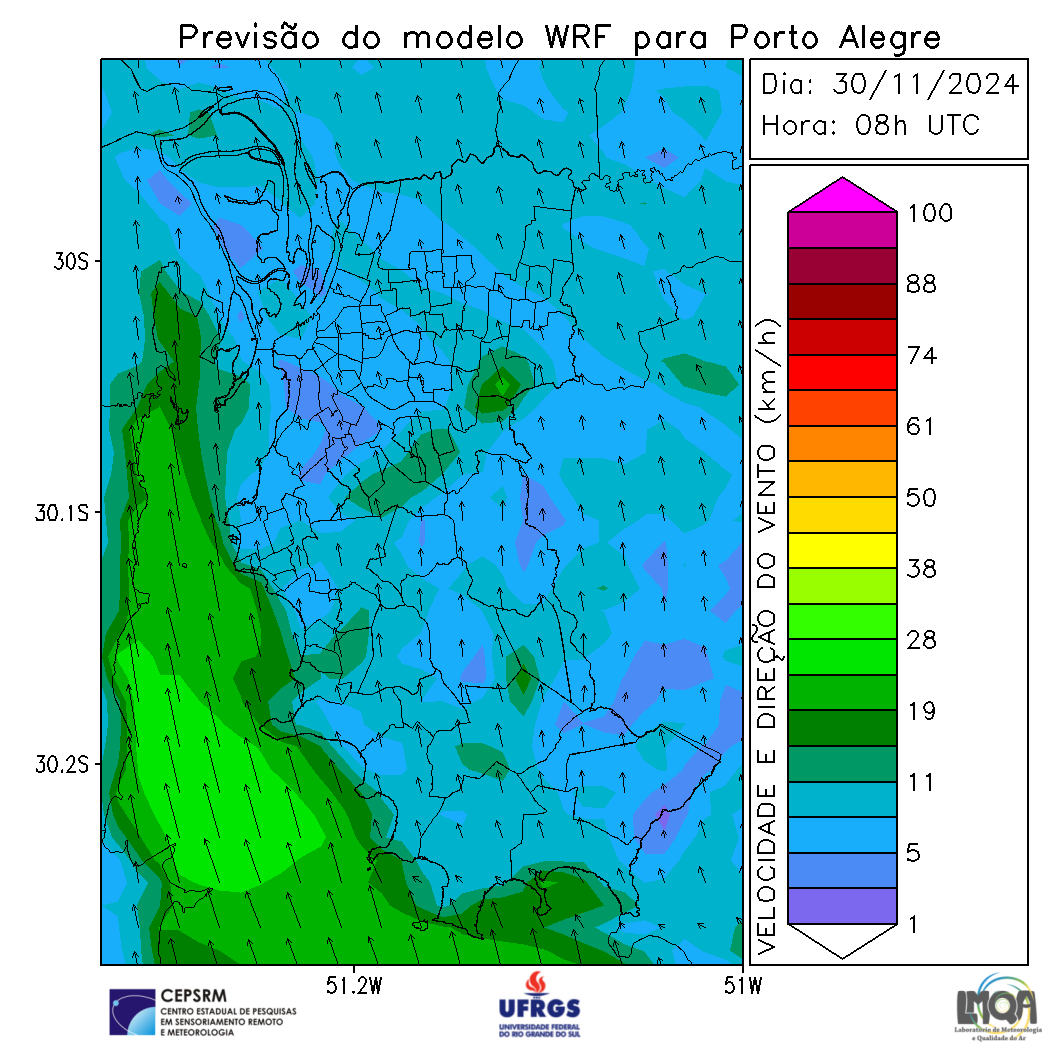 Previsão do modelo WRF para Porto Alegre
Dia: 30/11/2024
Hora: 08h UTC
30S
30.1S
30.2S
51.2W
51W
VELOCIDADE E DIREÇÃO DO VENTO (km/h)
100
88
74
61
50
38
28
19
11
5
1
CEPSRM
CENTRO ESTADUAL DE PESQUISAS
EM SENSORIAMENTO REMOTO
E METEOROLOGIA
UFRGS
UNIVERSIDADE FEDERAL
DO RIO GRANDE DO SUL
LMQA
Laboratório de Meteorologia
e Qualidade do Ar